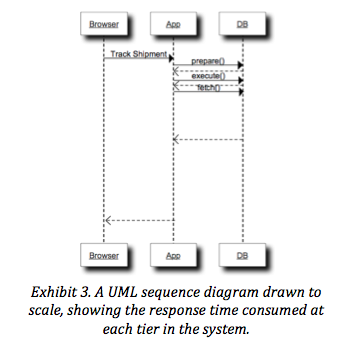 Browser App DB
Track Shipment
prepare()
execute()
fetch()
Browser App DB
Exhibit 3. A UML sequence diagram drawn to
scale, showing the response time consumed at
each tier in the system.